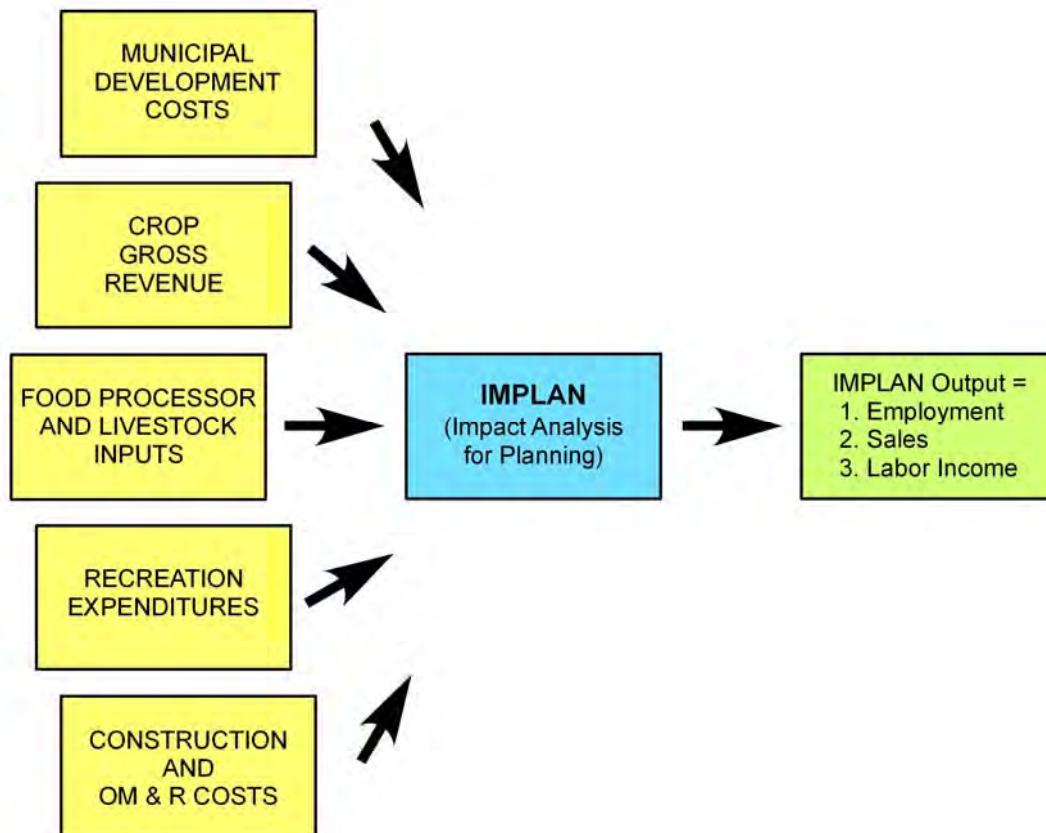 MUNICIPAL
DEVELOPMENT
COSTS
CROP
GROSS
REVENUE
FOOD PROCESSOR
AND LIVESTOCK
INPUTS
RECREATION
EXPENDITURES
CONSTRUCTION
AND
OM & R COSTS
IMPLAN
(Impact Analysis
for Planning)
IMPLAN Output =
1. Employment
2. Sales
3. Labor Income